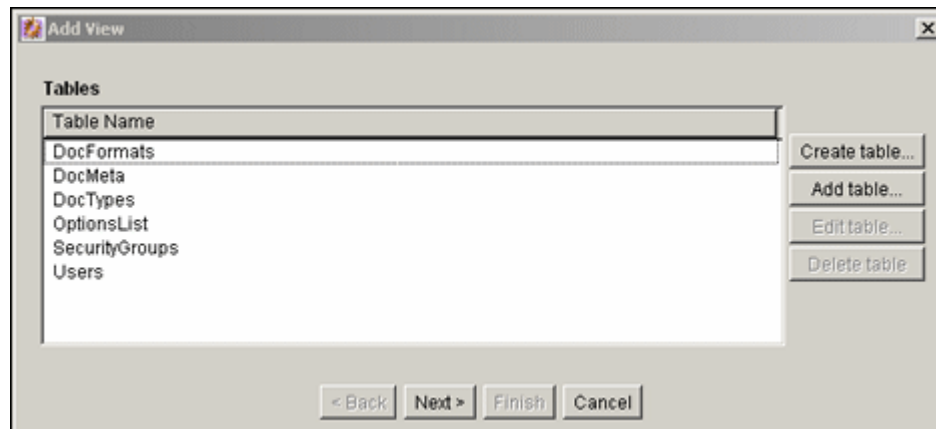 Add View
Tables
Table Name
DocFormats
DocMeta
DocTypes
OptionsList
SecurityGroups
Users
Create table...
Add table...
Edit table...
Delete table
< Back Next > Finish Cancel